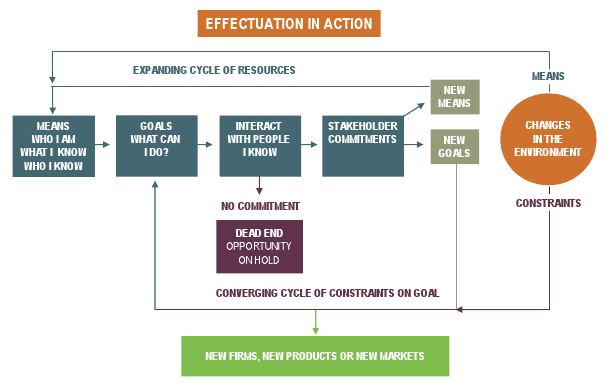 EFFECTUATION IN ACTION
EXPANDING CYCLE OF RESOURCES
MEANS
NEW
MEANS
MEANS
WHO I AM
WHAT I KNOW
WHO I KNOW
GOALS
WHAT CAN
I DO?
INTERACT
WITH PEOPLE
I KNOW
STAKEHOLDER
COMMITMENTS
NEW
GOALS
CHANGES
IN THE
ENVIRONMENT
NO COMMITMENT
CONSTRAINTS
DEAD END
OPPORTUNITY
ON HOLD
CONVERGING CYCLE OF CONSTRAINTS ON GOAL
NEW FIRMS, NEW PRODUCTS OR NEW MARKETS